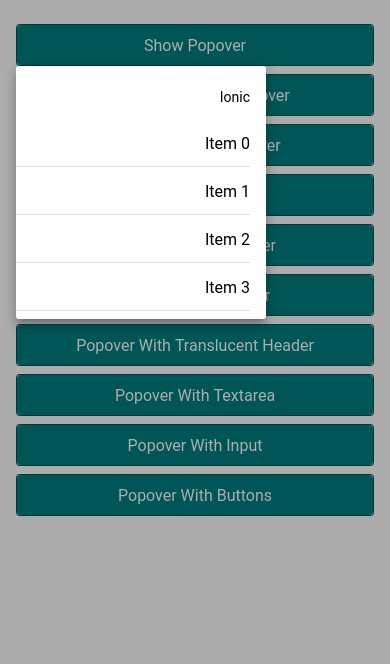 Show Popover
Ionic
Item 0
Item 1
Item 2
Item 3
Popover With Translucent Header
Popover With Textarea
Popover With Input
Popover With Buttons